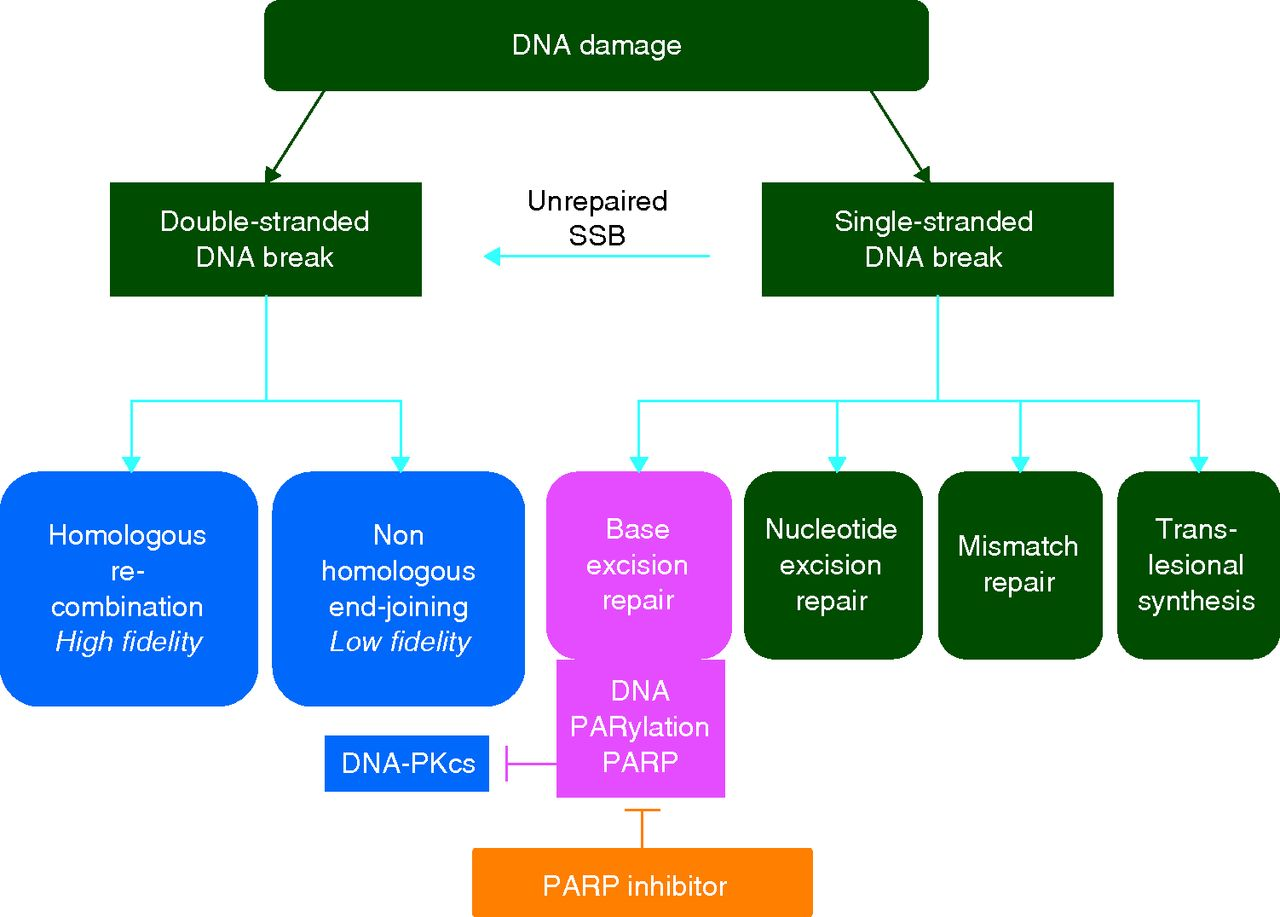 DNA damage
Double-stranded
DNA break
Unrepaired
SSB
Single-stranded
DNA break
Homologous
re-
combination
High fidelity
Non
homologous
end-joining
Low fidelity
Base
excision
repair
Nucleotide
excision
repair
Mismatch
repair
Trans-
lesional
synthesis
DNA
PARylation
PARP
DNA-PKcs
PARP inhibitor